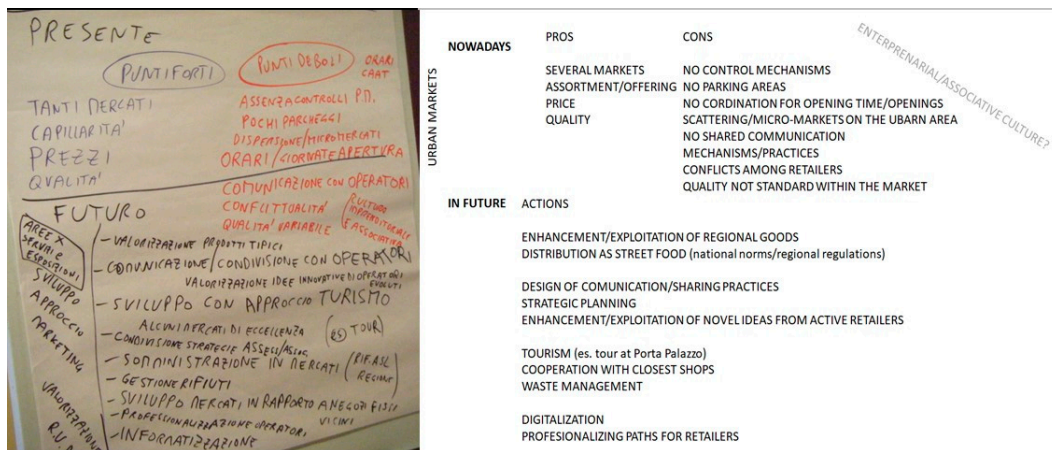 PRESENTE
PUNTI FORTI
PUNTI DEBOLI
ORARI
CAAT
TANTI MERCATI
CAPILLARITA'
PREZZI
QUALITA'
ASSENZA CONTROLLI P.M.
POCHI PARCHEGGI
DISPERSIONE/MICROMERCATI
ORARI/GIORNATE APERTURA
COMUNICAZIONE CON OPERATORI
CONFLITTUALITA'
QUALITA' VARIABILE
CULTURA
IMPRENDITORIALE
E ASSOCIATIVA
FUTURO
AREE X
SERVIZI E
ESPOSIZIONI
SVILUPPO
APPROCCIO
MARKETING
VALORIZZAZIONE
- VALORIZZAZIONE PRODOTTI TIPICI
- COMUNICAZIONE/CONDIVISIONE CON OPERATORI
VALORIZZAZIONE IDEE INNOVATIVE DI OPERATORI
EVOLUTI
- SVILUPPO CON APPROCCIO TURISMO
ALCUNI MERCATI DI ECCELLENZA
(ES) TOUR)
- CONDIVISIONE STRATEGIE ASSESS/ASSOC
- SOMMINISTRAZIONE IN MERCATI (RIF. ASL
- GESTIONE RIFIUTI
- SVILUPPO MERCATI IN RAPPORTO A NEGOZI FISSI
VICINI
- PROFESSIONALIZZAZIONE OPERATORI
- INFORMATIZZAZIONE
URBAN MARKETS
NOWADAYS
PROS
CONS
SEVERAL MARKETS
ASSORTMENT/OFFERING
PRICE
QUALITY
NO CONTROL MECHANISMS
NO PARKING AREAS
NO CORDINATION FOR OPENING TIME/OPENINGS
SCATTERING/MICRO-MARKETS ON THE UBARN AREA
NO SHARED COMMUNICATION
MECHANISMS/PRACTICES
CONFLICTS AMONG RETAILERS
QUALITY NOT STANDARD WITHIN THE MARKET
ENTERPRENARIAL/ASSOCIATIVE CULTURE?
IN FUTURE
ACTIONS
ENHANCEMENT/EXPLOITATION OF REGIONAL GOODS
DISTRIBUTION AS STREET FOOD (national norms/regional regulations)
DESIGN OF COMUNICATION/SHARING PRACTICES
STRATEGIC PLANNING
ENHANCEMENT/EXPLOITATION OF NOVEL IDEAS FROM ACTIVE RETAILERS
TOURISM (es. tour at Porta Palazzo)
COOPERATION WITH CLOSEST SHOPS
WASTE MANAGEMENT
DIGITALIZATION
PROFESIONALIZING PATHS FOR RETAILERS